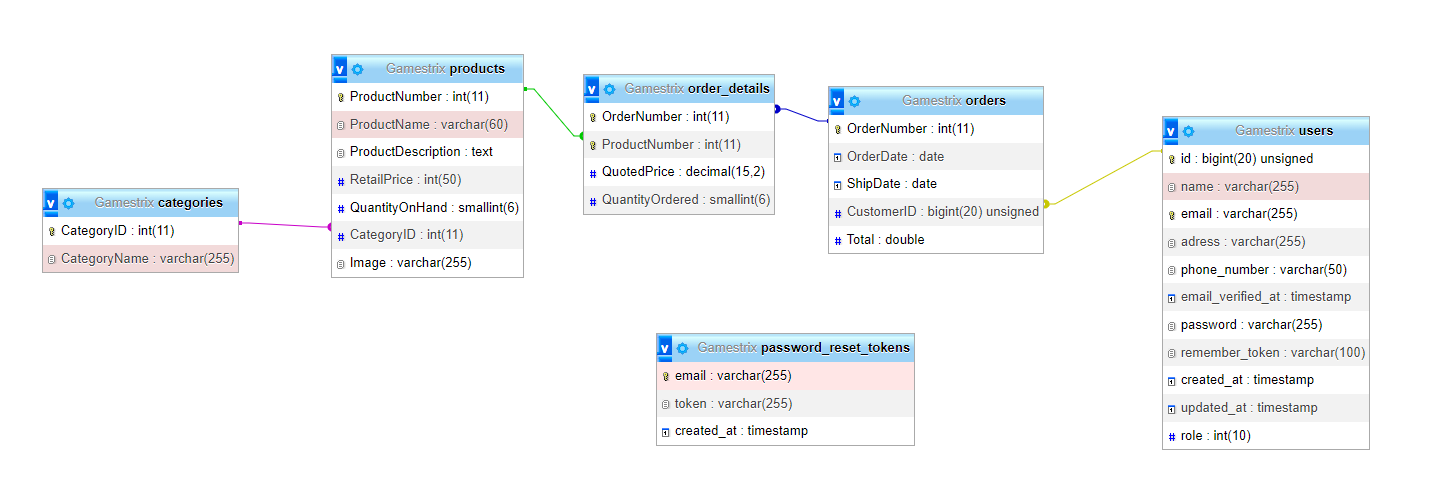 Gamestrix categories
CategoryID : int(11)
CategoryName : varchar(255)
Gamestrix products
ProductNumber : int(11)
ProductName : varchar(60)
ProductDescription : text
RetailPrice : int(50)
QuantityOnHand : smallint(6)
CategoryID : int(11)
Image : varchar(255)
Gamestrix order_details
OrderNumber : int(11)
ProductNumber : int(11)
QuotedPrice : decimal(15,2)
QuantityOrdered : smallint(6)
Gamestrix orders
OrderNumber : int(11)
OrderDate : date
ShipDate : date
CustomerID : bigint(20) unsigned
Total : double
Gamestrix password_reset_tokens
email : varchar(255)
token : varchar(255)
created_at : timestamp
Gamestrix users
id : bigint(20) unsigned
name : varchar(255)
email : varchar(255)
adress : varchar(255)
phone_number : varchar(50)
email_verified_at : timestamp
password : varchar(255)
remember_token : varchar(100)
created_at : timestamp
updated_at : timestamp
role : int(10)